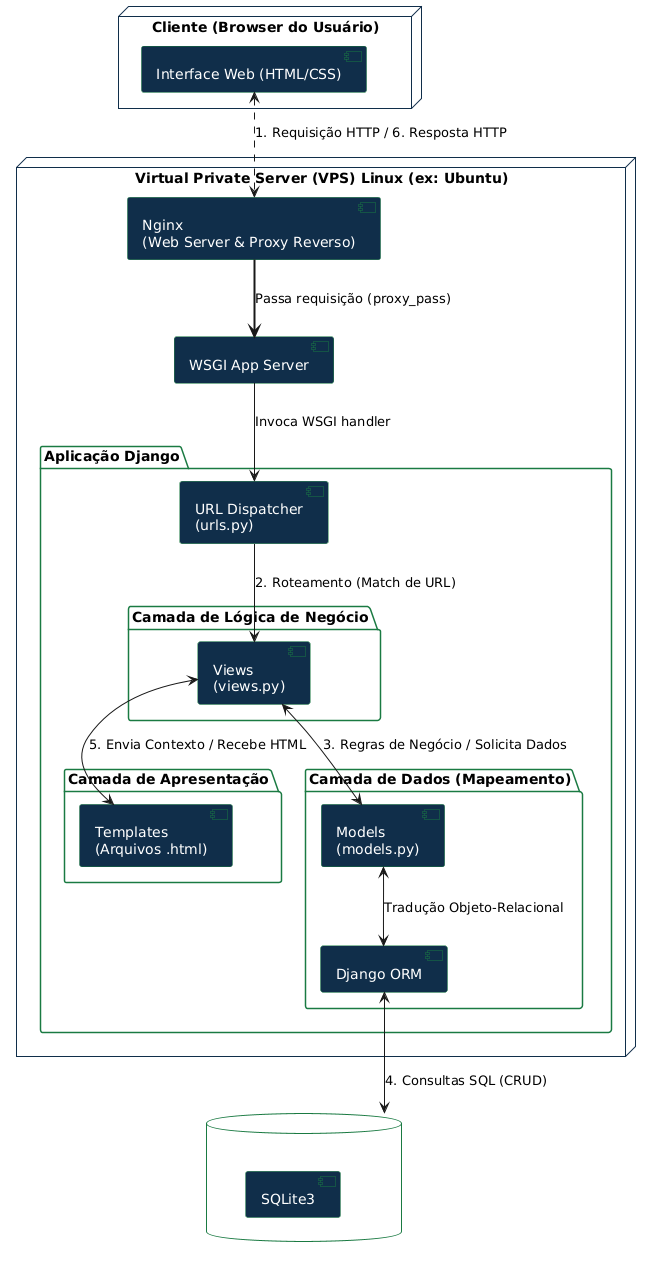 Cliente (Browser do Usuário)
Interface Web (HTML/CSS)
1. Requisição HTTP / 6. Resposta HTTP
Virtual Private Server (VPS) Linux (ex: Ubuntu)
Nginx
(Web Server & Proxy Reverso)
Passa requisição (proxy_pass)
WSGI App Server
Invoca WSGI handler
Aplicação Django
URL Dispatcher
(urls.py)
2. Roteamento (Match de URL)
Camada de Lógica de Negócio
Views
(views.py)
5. Envia Contexto / Recebe HTML
3. Regras de Negócio / Solicita Dados
Camada de Apresentação
Camada de Dados (Mapeamento)
Templates
(Arquivos .html)
Models
(models.py)
Tradução Objeto-Relacional
Django ORM
4. Consultas SQL (CRUD)
SQLite3